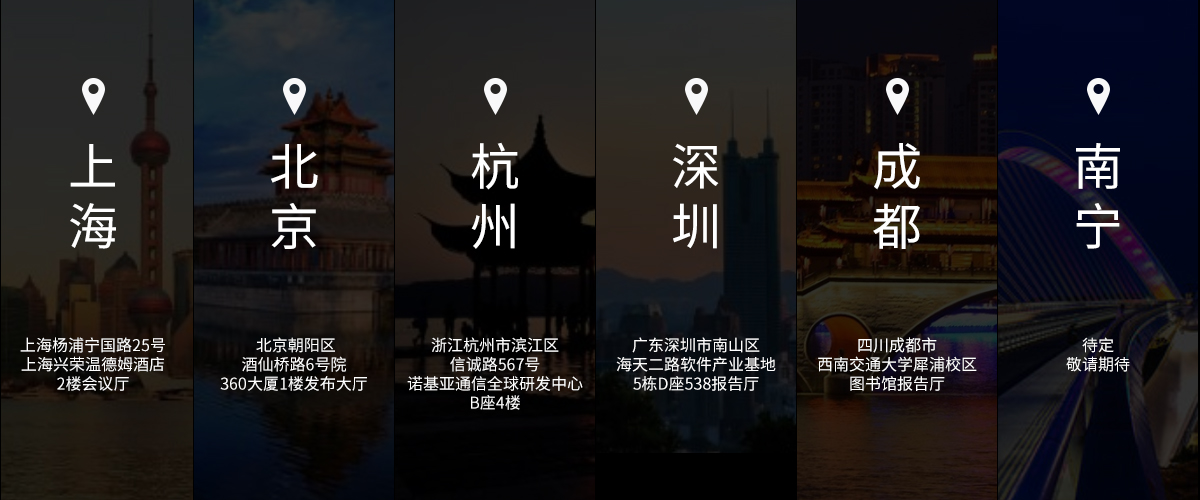 上
海
上海杨浦宁国路25号
上海兴荣温德姆酒店
2楼会议厅
北
京
北京朝阳区
酒仙桥路6号院
360大厦1楼发布大厅
杭
州
浙江杭州市滨江区
信诚路567号
诺基亚通信全球研发中心
B座4楼
深
圳
广东深圳市南山区
海天二路软件产业基地
5栋D座538报告厅
成
都
四川成都市
西南交通大学犀浦校区
图书馆报告厅
南
宁
待定
敬请期待